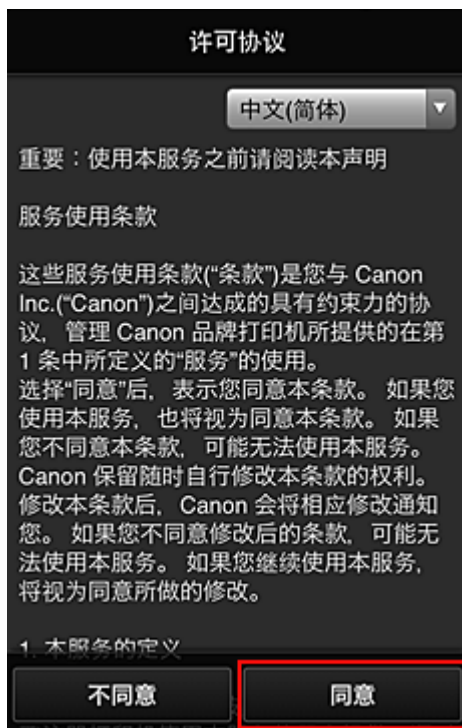 许可协议
中文(简体)
重要：使用本服务之前请阅读本声明
服务使用条款
这些服务使用条款(“条款”)是您与 Canon
Inc.(“Canon”)之间达成的具有约束力的协
议，管理 Canon 品牌打印机所提供的在第
1 条中所定义的“服务”的使用。
选择“同意”后，表示您同意本条款。 如果您
使用本服务，也将视为同意本条款。 如果
您不同意本条款，可能无法使用本服务。
Canon 保留随时自行修改本条款的权利。
修改本条款后，Canon 会将相应修改通知
您。 如果您不同意修改后的条款，可能无
法使用本服务。 如果您继续使用本服务，
将视为同意所做的修改。
1. 本服务的定义
不同意
同意